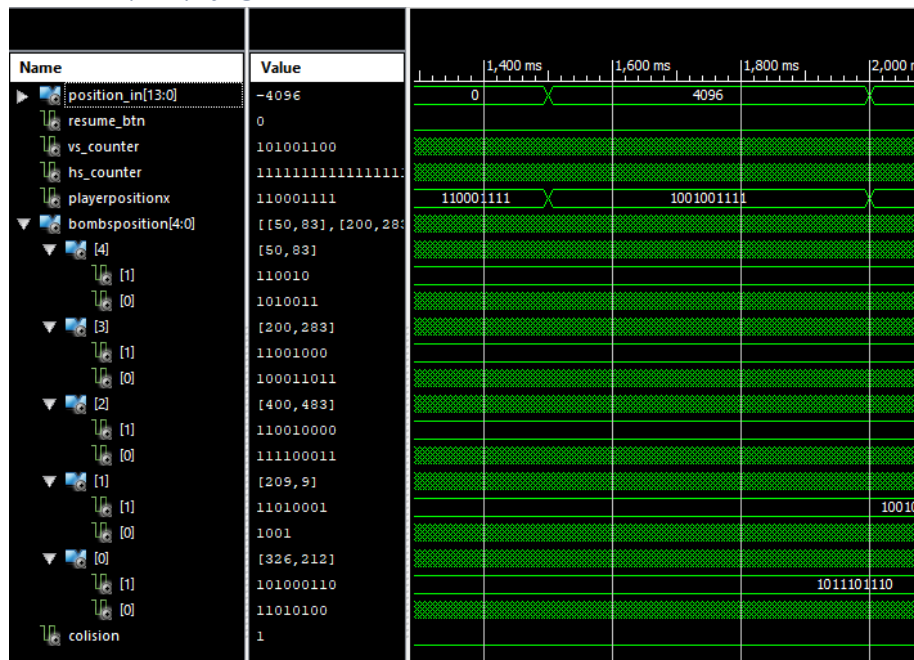 Name Value 1,400 ms 1,600 ms 1,800 ms 2,000
position_in[13:0] -4096 0 4096
resume_btn 0
vs_counter 101001100
hs_counter 1111111111111111
playerpositionx 110001111 110001111 1001001111
bombsposition[4:0] [[50,83],[200,28
[4] [50,83]
[1] 110010
[0] 1010011
[3] [200,283]
[1] 11001000
[0] 100011011
[2] [400,483]
[1] 110010000
[0] 111100011
[1] [209,9]
[1] 11010001 10010
[0] 1001
[0] [326,212]
[1] 101000110 1011101110
[0] 11010100
colision 1